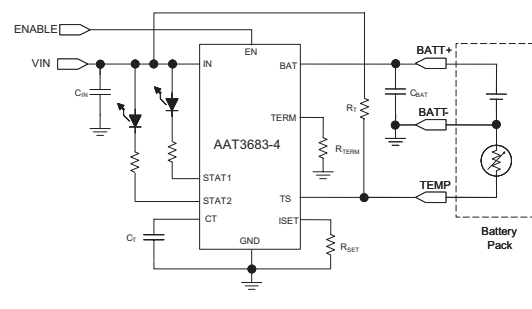 ENABLE
VIN
EN
IN
BAT
BATT+
CIN
CBAT
RT
BATT-
TERM
RTERM
AAT3683-4
STAT1
STAT2
TS
TEMP
CT
ISET
CT
GND
RSET
Battery
Pack